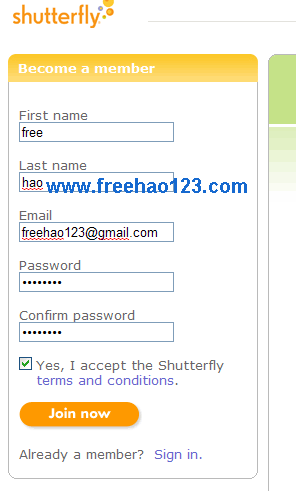 shutterfly
Become a member
First name
free
Last name
hao
www.freehao123.com
Email
freehao123@gmail.com
Password
••••••••
Confirm password
••••••••
Yes, I accept the Shutterfly
terms and conditions.
Join now
Already a member? Sign in.